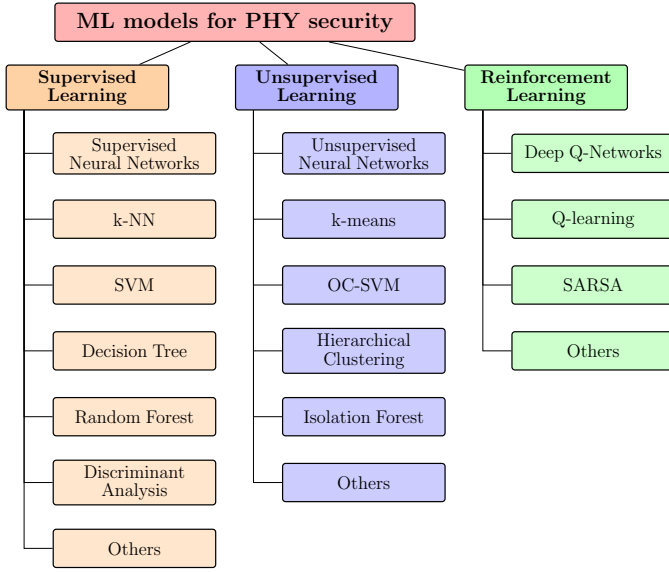 ML models for PHY security
Supervised
Learning
Supervised
Neural Networks
k-NN
SVM
Decision Tree
Random Forest
Discriminant
Analysis
Others
Unsupervised
Learning
Unsupervised
Neural Networks
k-means
OC-SVM
Hierarchical
Clustering
Isolation Forest
Others
Reinforcement
Learning
Deep Q-Networks
Q-learning
SARSA
Others